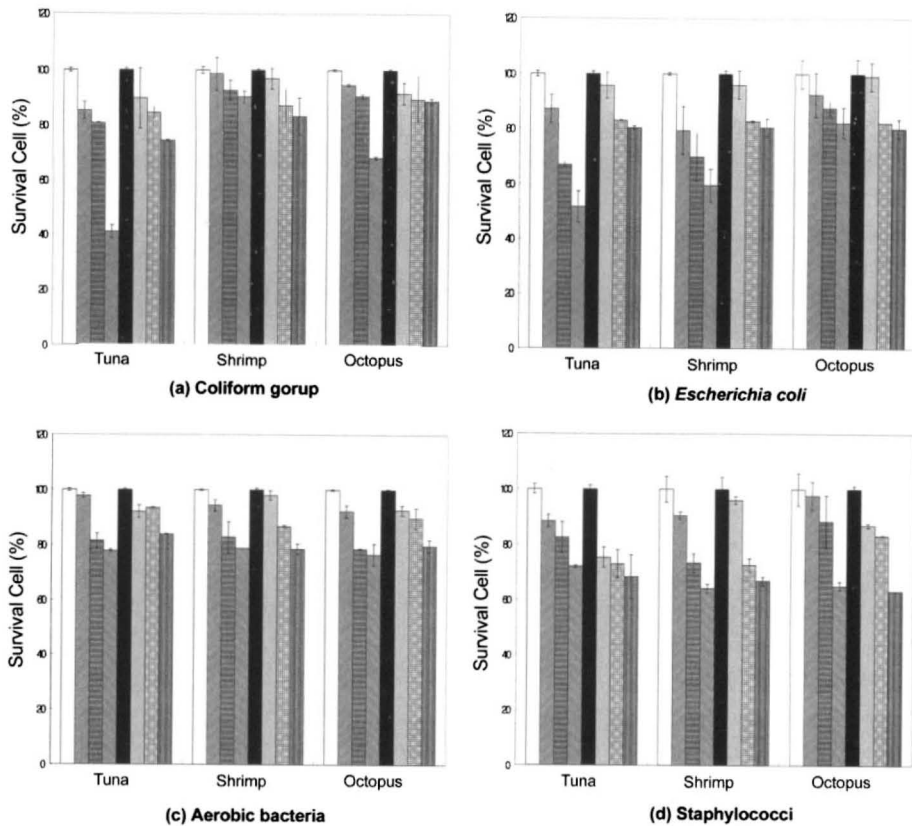 Survival Cell (%)
120
100
80
60
40
20
0
Tuna Shrimp Octopus
(a) Coliform gorup
Survival Cell (%)
120
100
80
60
40
20
0
Tuna Shrimp Octopus
(b) Escherichia coli
Survival Cell (%)
120
100
80
60
40
20
0
Tuna Shrimp Octopus
(c) Aerobic bacteria
Survival Cell (%)
120
100
80
60
40
20
0
Tuna Shrimp Octopus
(d) Staphylococci